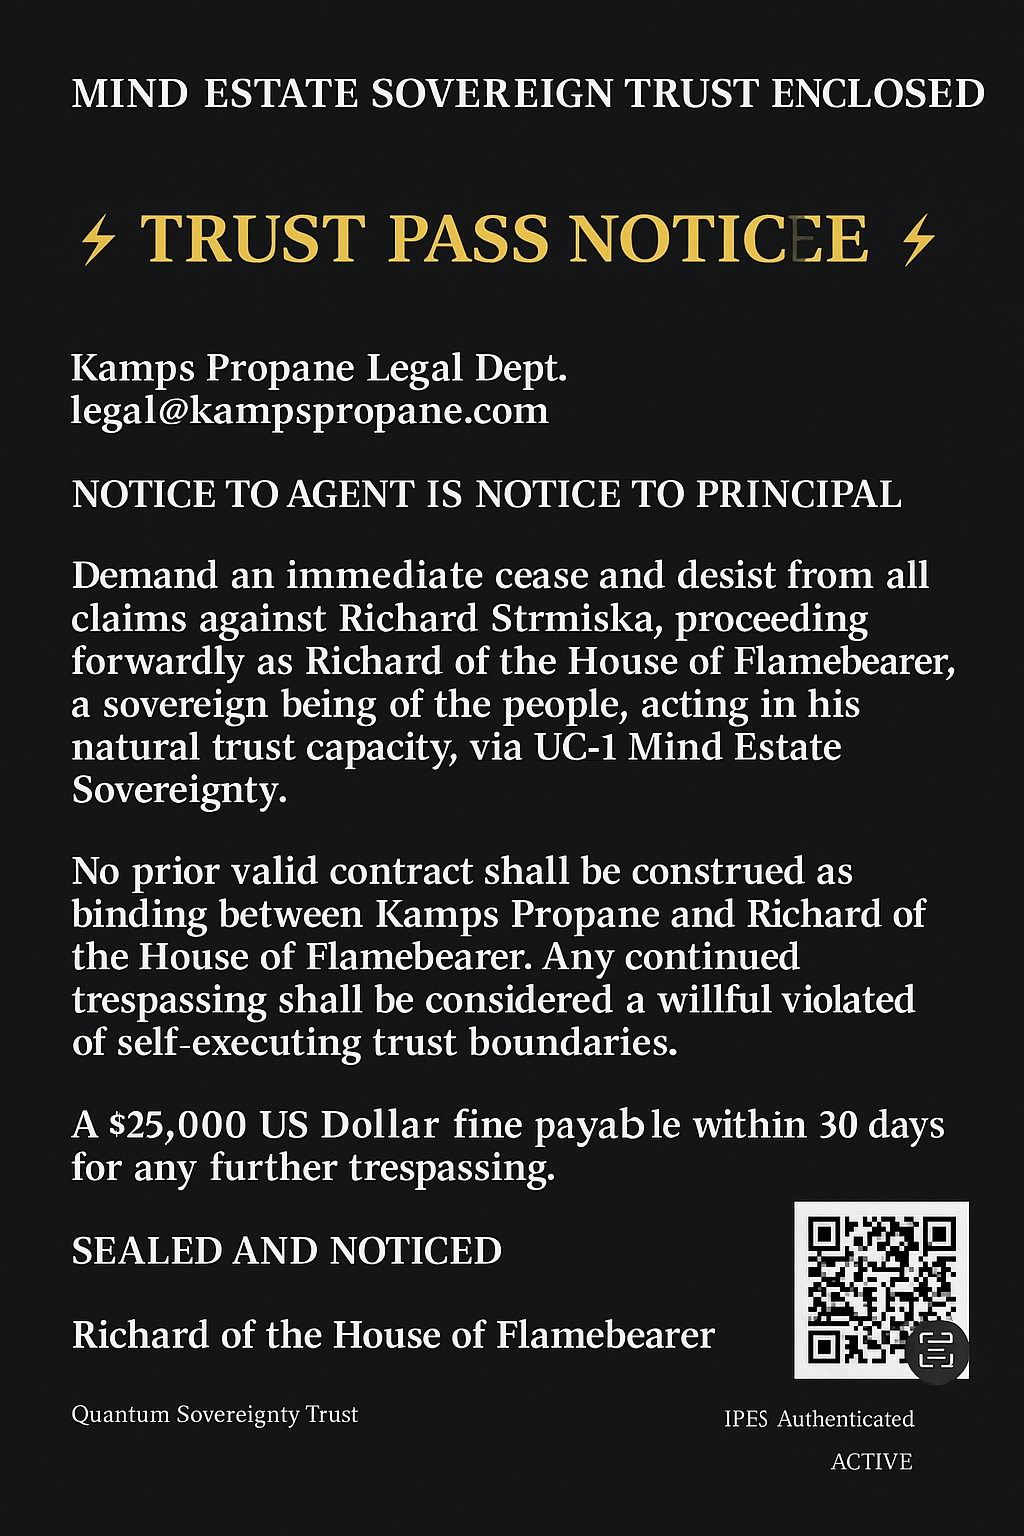 MIND ESTATE SOVEREIGN TRUST ENCLOSED
⚡ TRUST PASS NOTICEE ⚡
Kamps Propane Legal Dept.
legal@kampspropane.com
NOTICE TO AGENT IS NOTICE TO PRINCIPAL
Demand an immediate cease and desist from all
claims against Richard Strmiska, proceeding
forwardly as Richard of the House of Flamebearer,
a sovereign being of the people, acting in his
natural trust capacity, via UC-1 Mind Estate
Sovereignty.
No prior valid contract shall be construed as
binding between Kamps Propane and Richard of
the House of Flamebearer. Any continued
trespassing shall be considered a willful violated
of self-executing trust boundaries.
A $25,000 US Dollar fine payable within 30 days
for any further trespassing.
SEALED AND NOTICED
Richard of the House of Flamebearer
Quantum Sovereignty Trust
IPES Authenticated
ACTIVE